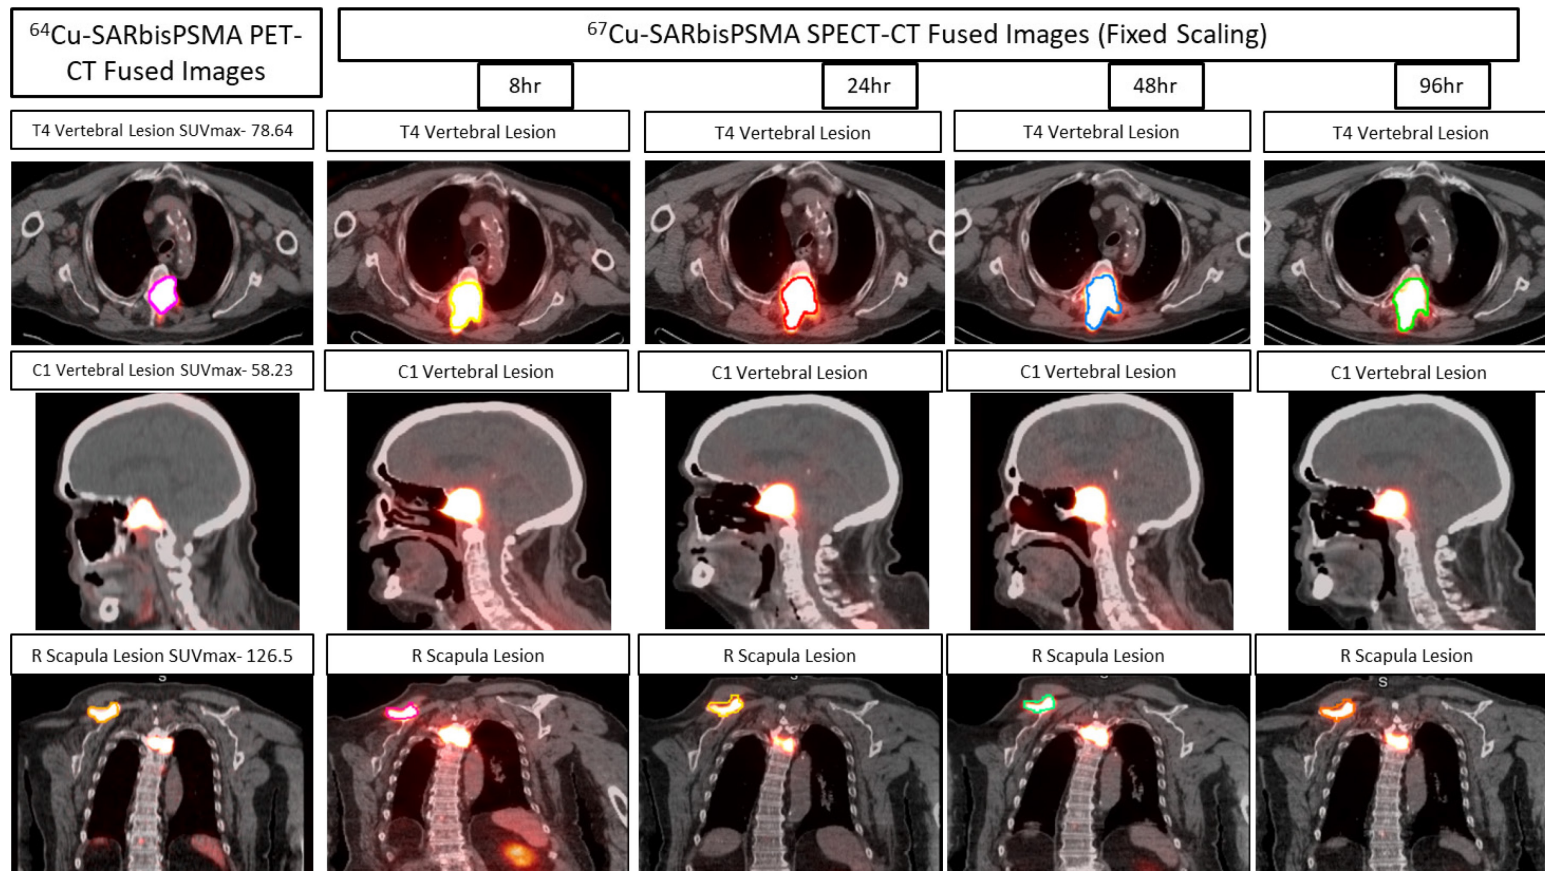 ⁶⁴Cu-SARbisPSMA PET-
CT Fused Images
⁶⁷Cu-SARbisPSMA SPECT-CT Fused Images (Fixed Scaling)
8hr
24hr
48hr
96hr
T4 Vertebral Lesion SUVmax- 78.64
T4 Vertebral Lesion
T4 Vertebral Lesion
T4 Vertebral Lesion
T4 Vertebral Lesion
C1 Vertebral Lesion SUVmax- 58.23
C1 Vertebral Lesion
C1 Vertebral Lesion
C1 Vertebral Lesion
C1 Vertebral Lesion
R Scapula Lesion SUVmax- 126.5
R Scapula Lesion
R Scapula Lesion
R Scapula Lesion
R Scapula Lesion
S
S